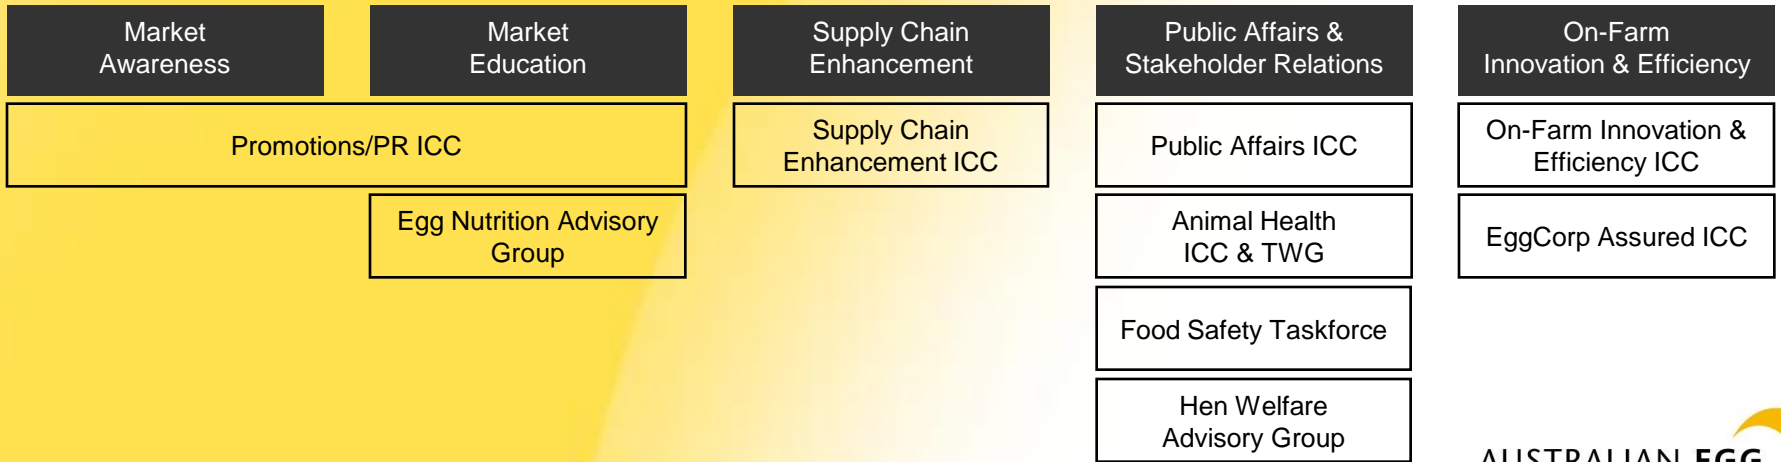 Market
Awareness
Market
Education
Supply Chain
Enhancement
Public Affairs &
Stakeholder Relations
On-Farm
Innovation & Efficiency
Promotions/PR ICC
Supply Chain
Enhancement ICC
Public Affairs ICC
On-Farm Innovation &
Efficiency ICC
Egg Nutrition Advisory
Group
Animal Health
ICC & TWG
EggCorp Assured ICC
Food Safety Taskforce
Hen Welfare
Advisory Group
AUSTRALIAN EGG